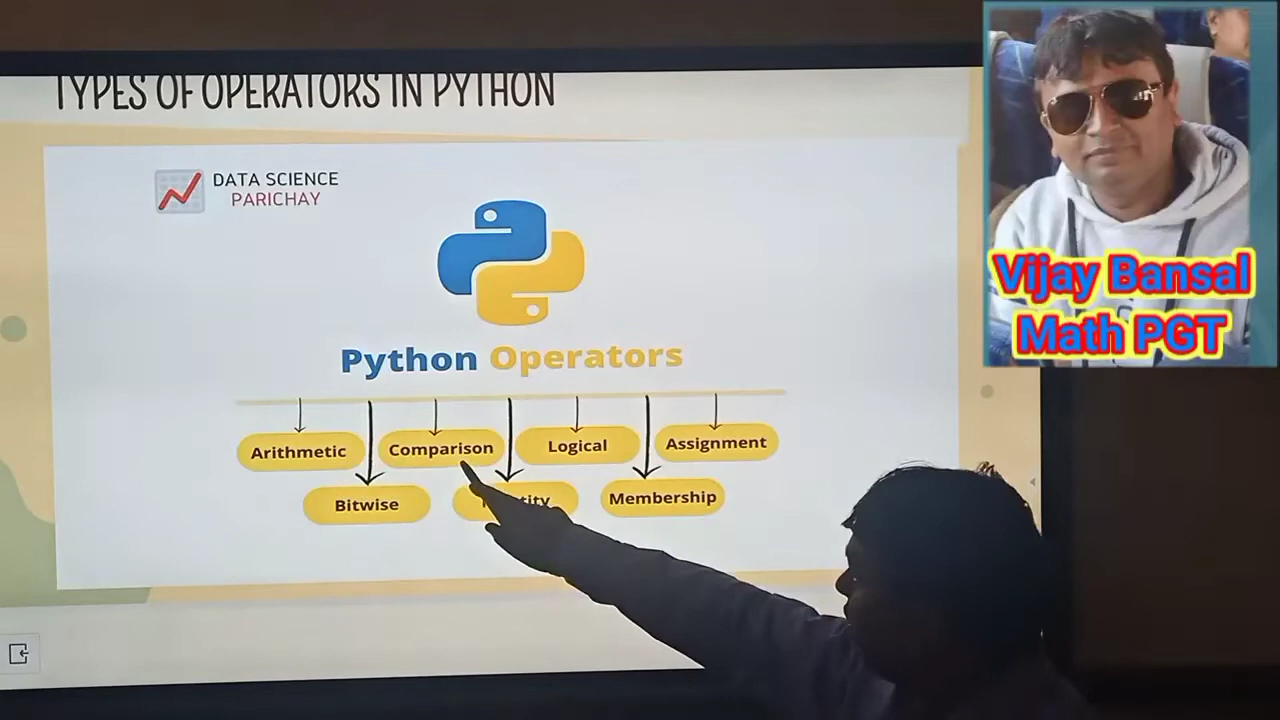 TYPES OF OPERATORS IN PYTHON
DATA SCIENCE
PARICHAY
Python Operators
Arithmetic
Comparison
Logical
Assignment
Bitwise
Membership
Vijay Bansal
Math PGT